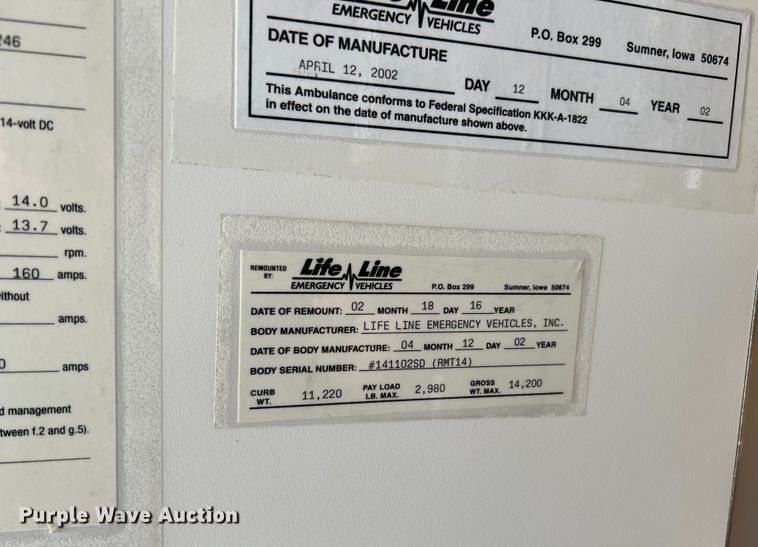 246
14-volt DC
14.0 volts.
13.7 volts.
rpm.
160 amps.
amps.
amps
d management
tween f.2 and g.5).
Line
EMERGENCY VEHICLES
P.O. Box 299 Sumner, Iowa 50674
DATE OF MANUFACTURE
APRIL 12, 2002 DAY 12 MONTH 04 YEAR 02
This Ambulance conforms to Federal Specification KKK-A-1822
in effect on the date of manufacture shown above.
REMOUNTED
BY:
Life Line
EMERGENCY VEHICLES
P.O. Box 299 Sumner, Iowa 50674
DATE OF REMOUNT: 02 MONTH 18 DAY 16 YEAR
BODY MANUFACTURER: LIFE LINE EMERGENCY VEHICLES, INC.
DATE OF BODY MANUFACTURE: 04 MONTH 12 DAY 02 YEAR
BODY SERIAL NUMBER: #141102SD (RMT14)
CURB WT. 11,220 PAY LOAD LB. MAX. 2,980 GROSS WT. MAX. 14,200
Purple Wave Auction